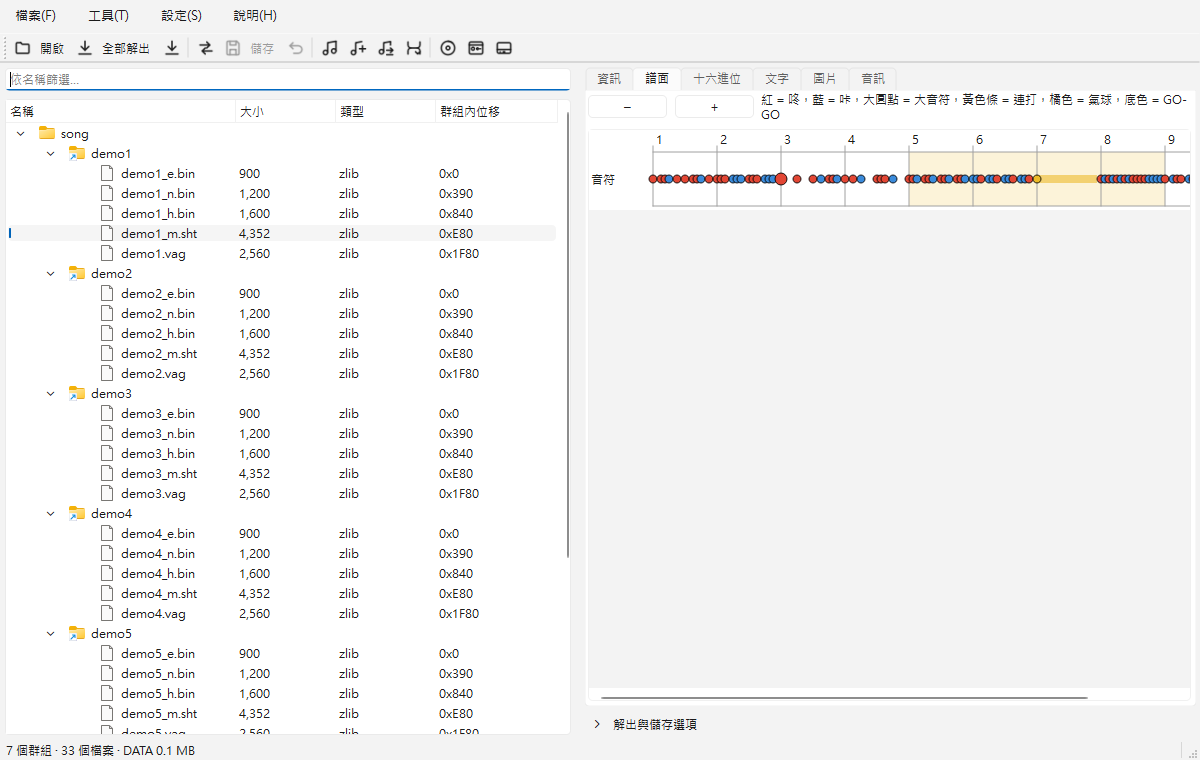 檔案(F) 工具(T) 設定(S) 說明(H)
開啟 全部解出 儲存
依名稱篩選...
名稱 大小 類型 群組內位移
song
demo1
demo1_e.bin 900 zlib 0x0
demo1_n.bin 1,200 zlib 0x390
demo1_h.bin 1,600 zlib 0x840
demo1_m.sht 4,352 zlib 0xE80
demo1.vag 2,560 zlib 0x1F80
demo2
demo2_e.bin 900 zlib 0x0
demo2_n.bin 1,200 zlib 0x390
demo2_h.bin 1,600 zlib 0x840
demo2_m.sht 4,352 zlib 0xE80
demo2.vag 2,560 zlib 0x1F80
demo3
demo3_e.bin 900 zlib 0x0
demo3_n.bin 1,200 zlib 0x390
demo3_h.bin 1,600 zlib 0x840
demo3_m.sht 4,352 zlib 0xE80
demo3.vag 2,560 zlib 0x1F80
demo4
demo4_e.bin 900 zlib 0x0
demo4_n.bin 1,200 zlib 0x390
demo4_h.bin 1,600 zlib 0x840
demo4_m.sht 4,352 zlib 0xE80
demo4.vag 2,560 zlib 0x1F80
demo5
demo5_e.bin 900 zlib 0x0
demo5_n.bin 1,200 zlib 0x390
demo5_h.bin 1,600 zlib 0x840
demo5_m.sht 4,352 zlib 0xE80
demo5.vag 2,560 zlib 0x1F80
資訊 譜面 十六進位 文字 圖片 音訊
− + 紅 = 咚，藍 = 咔，大圓點 = 大音符，黃色條 = 連打，橘色 = 氣球，底色 = GO-
GO
1 2 3 4 5 6 7 8 9
音符
解出與儲存選項
7 個群組 · 33 個檔案 · DATA 0.1 MB